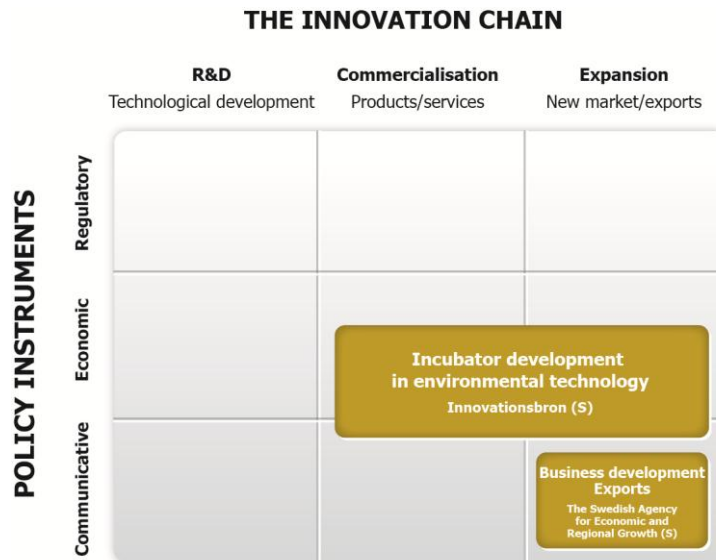 THE INNOVATION CHAIN
R&D
Technological development
Commercialisation
Products/services
Expansion
New market/exports
POLICY INSTRUMENTS
Regulatory
Economic
Communicative
Incubator development
in environmental technology
Innovationsbron (S)
Business development
Exports
The Swedish Agency
for Economic and
Regional Growth (S)